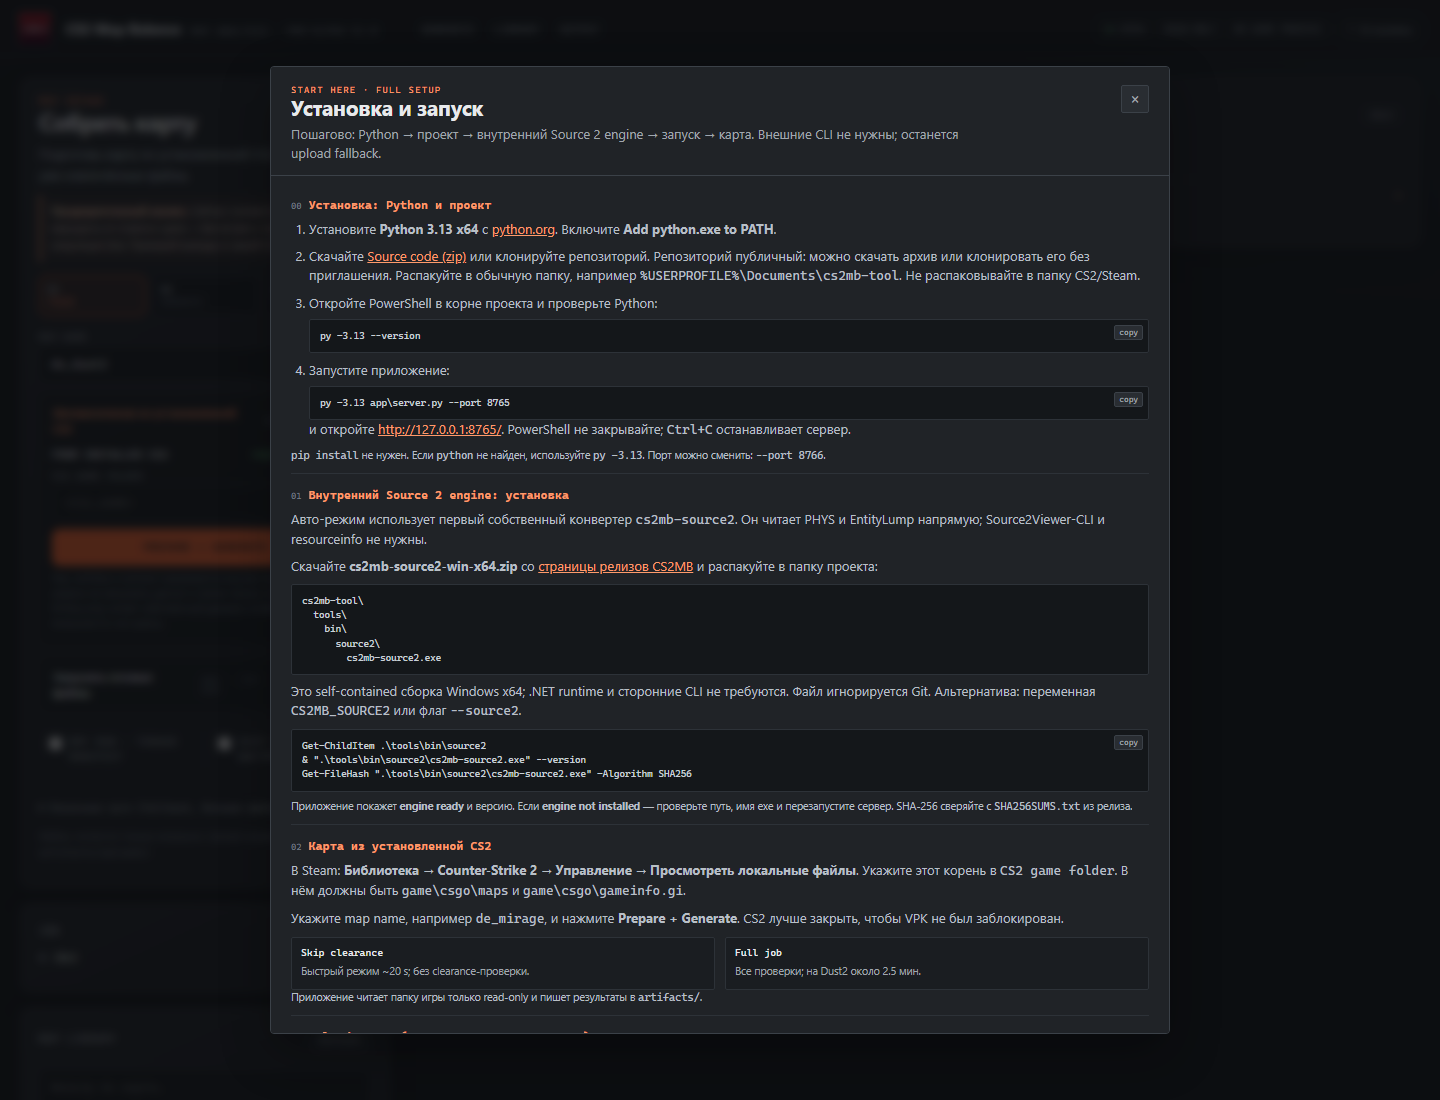 START HERE · FULL SETUP
Установка и запуск
×
Пошагово: Python → проект → внутренний Source 2 engine → запуск → карта. Внешние CLI не нужны; останется
upload fallback.
00 Установка: Python и проект
1. Установите Python 3.13 x64 с python.org. Включите Add python.exe to PATH.
2. Скачайте Source code (zip) или клонируйте репозиторий. Репозиторий публичный: можно скачать архив или клонировать его без
приглашения. Распакуйте в обычную папку, например %USERPROFILE%\Documents\cs2mb-tool. Не распаковывайте в папку CS2/Steam.
3. Откройте PowerShell в корне проекта и проверьте Python:
py -3.13 --version
copy
4. Запустите приложение:
py -3.13 app\server.py --port 8765
copy
и откройте http://127.0.0.1:8765/. PowerShell не закрывайте; Ctrl+C останавливает сервер.
pip install не нужен. Если python не найден, используйте py -3.13. Порт можно сменить: --port 8766.
01 Внутренний Source 2 engine: установка
Авто-режим использует первый собственный конвертер cs2mb-source2. Он читает PHYS и EntityLump напрямую; Source2Viewer-CLI и
resourceinfo не нужны.
Скачайте cs2mb-source2-win-x64.zip со страницы релизов CS2MB и распакуйте в папку проекта:
cs2mb-tool\
tools\
bin\
source2\
cs2mb-source2.exe
Это self-contained сборка Windows x64; .NET runtime и сторонние CLI не требуются. Файл игнорируется Git. Альтернатива: переменная
CS2MB_SOURCE2 или флаг --source2.
Get-ChildItem .\tools\bin\source2
copy
& ".\tools\bin\source2\cs2mb-source2.exe" --version
Get-FileHash ".\tools\bin\source2\cs2mb-source2.exe" -Algorithm SHA256
Приложение покажет engine ready и версию. Если engine not installed — проверьте путь, имя exe и перезапустите сервер. SHA-256 сверяйте с SHA256SUMS.txt из релиза.
02 Карта из установленной CS2
В Steam: Библиотека → Counter-Strike 2 → Управление → Просмотреть локальные файлы. Укажите этот корень в CS2 game folder. В
нём должны быть game\csgo\maps и game\csgo\gameinfo.gi.
Укажите map name, например de_mirage, и нажмите Prepare + Generate. CS2 лучше закрыть, чтобы VPK не был заблокирован.
Skip clearance
Быстрый режим ~20 s; без clearance-проверки.
Full job
Все проверки; на Dust2 около 2.5 мин.
Приложение читает папку игры только read-only и пишет результаты в artifacts/.